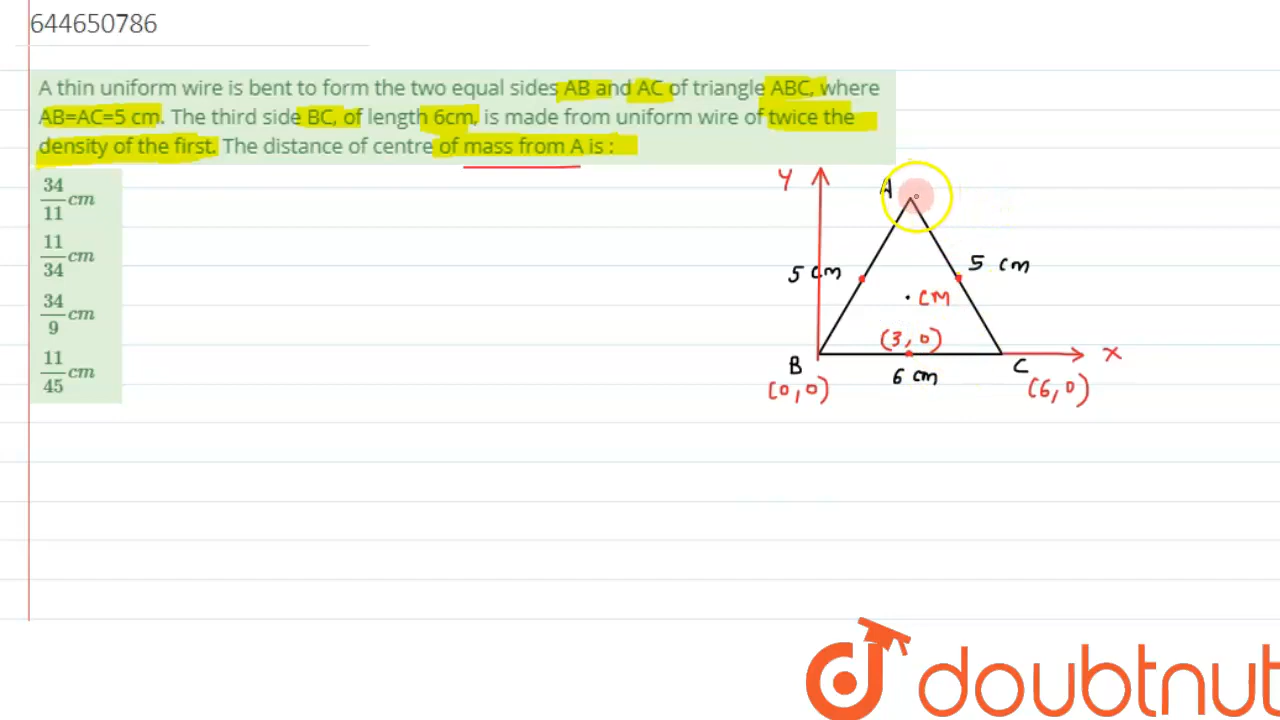 644650786
A thin uniform wire is bent to form the two equal sides AB and AC of triangle ABC, where
AB=AC=5 cm. The third side BC, of length 6cm, is made from uniform wire of twice the
density of the first. The distance of centre of mass from A is :
34/11 cm
11/34 cm
34/9 cm
11/45 cm
Y
A
5 cm
5 cm
CM
(3,0)
B
C
x
6 cm
(0,0)
(6,0)
doubtnut